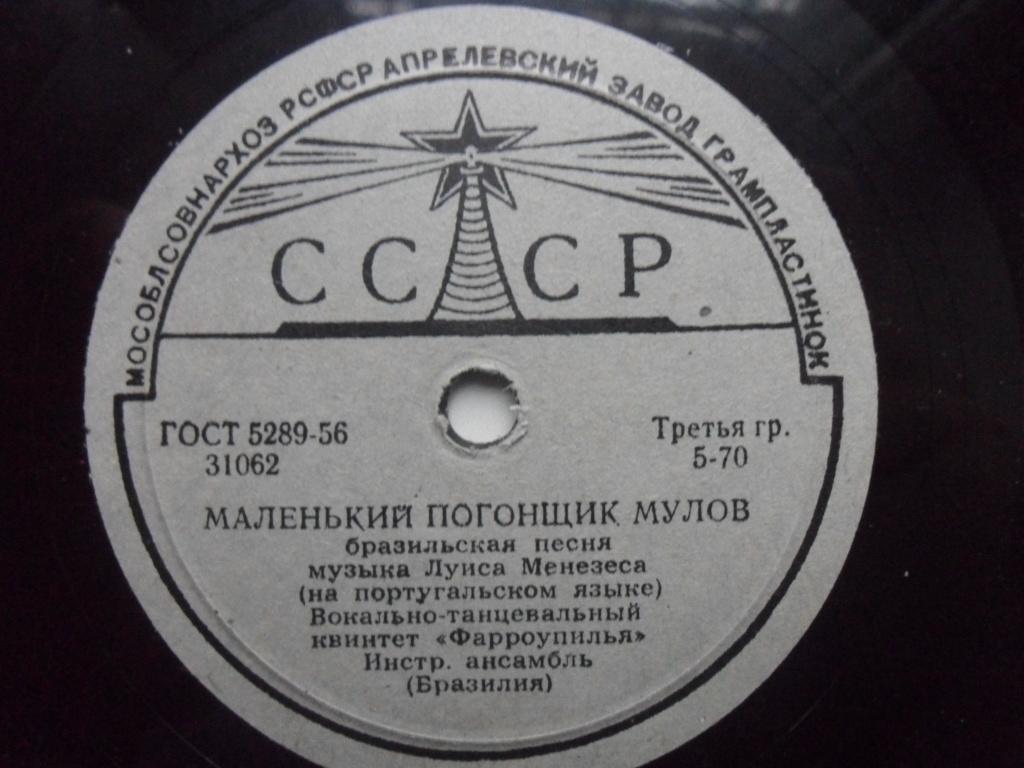 МОСОБЛСОВНАРХОЗ РСФСР АПРЕЛЕВСКИЙ ЗАВОД ГРАМПЛАСТИНОК
СССР
ГОСТ 5289-56
31062
Третья гр.
5-70
МАЛЕНЬКИЙ ПОГОНЩИК МУЛОВ
бразильская песня
музыка Луиса Менезеса
(на португальском языке)
Вокально-танцевальный
квинтет «Фарроупилья»
Инстр. ансамбль
(Бразилия)